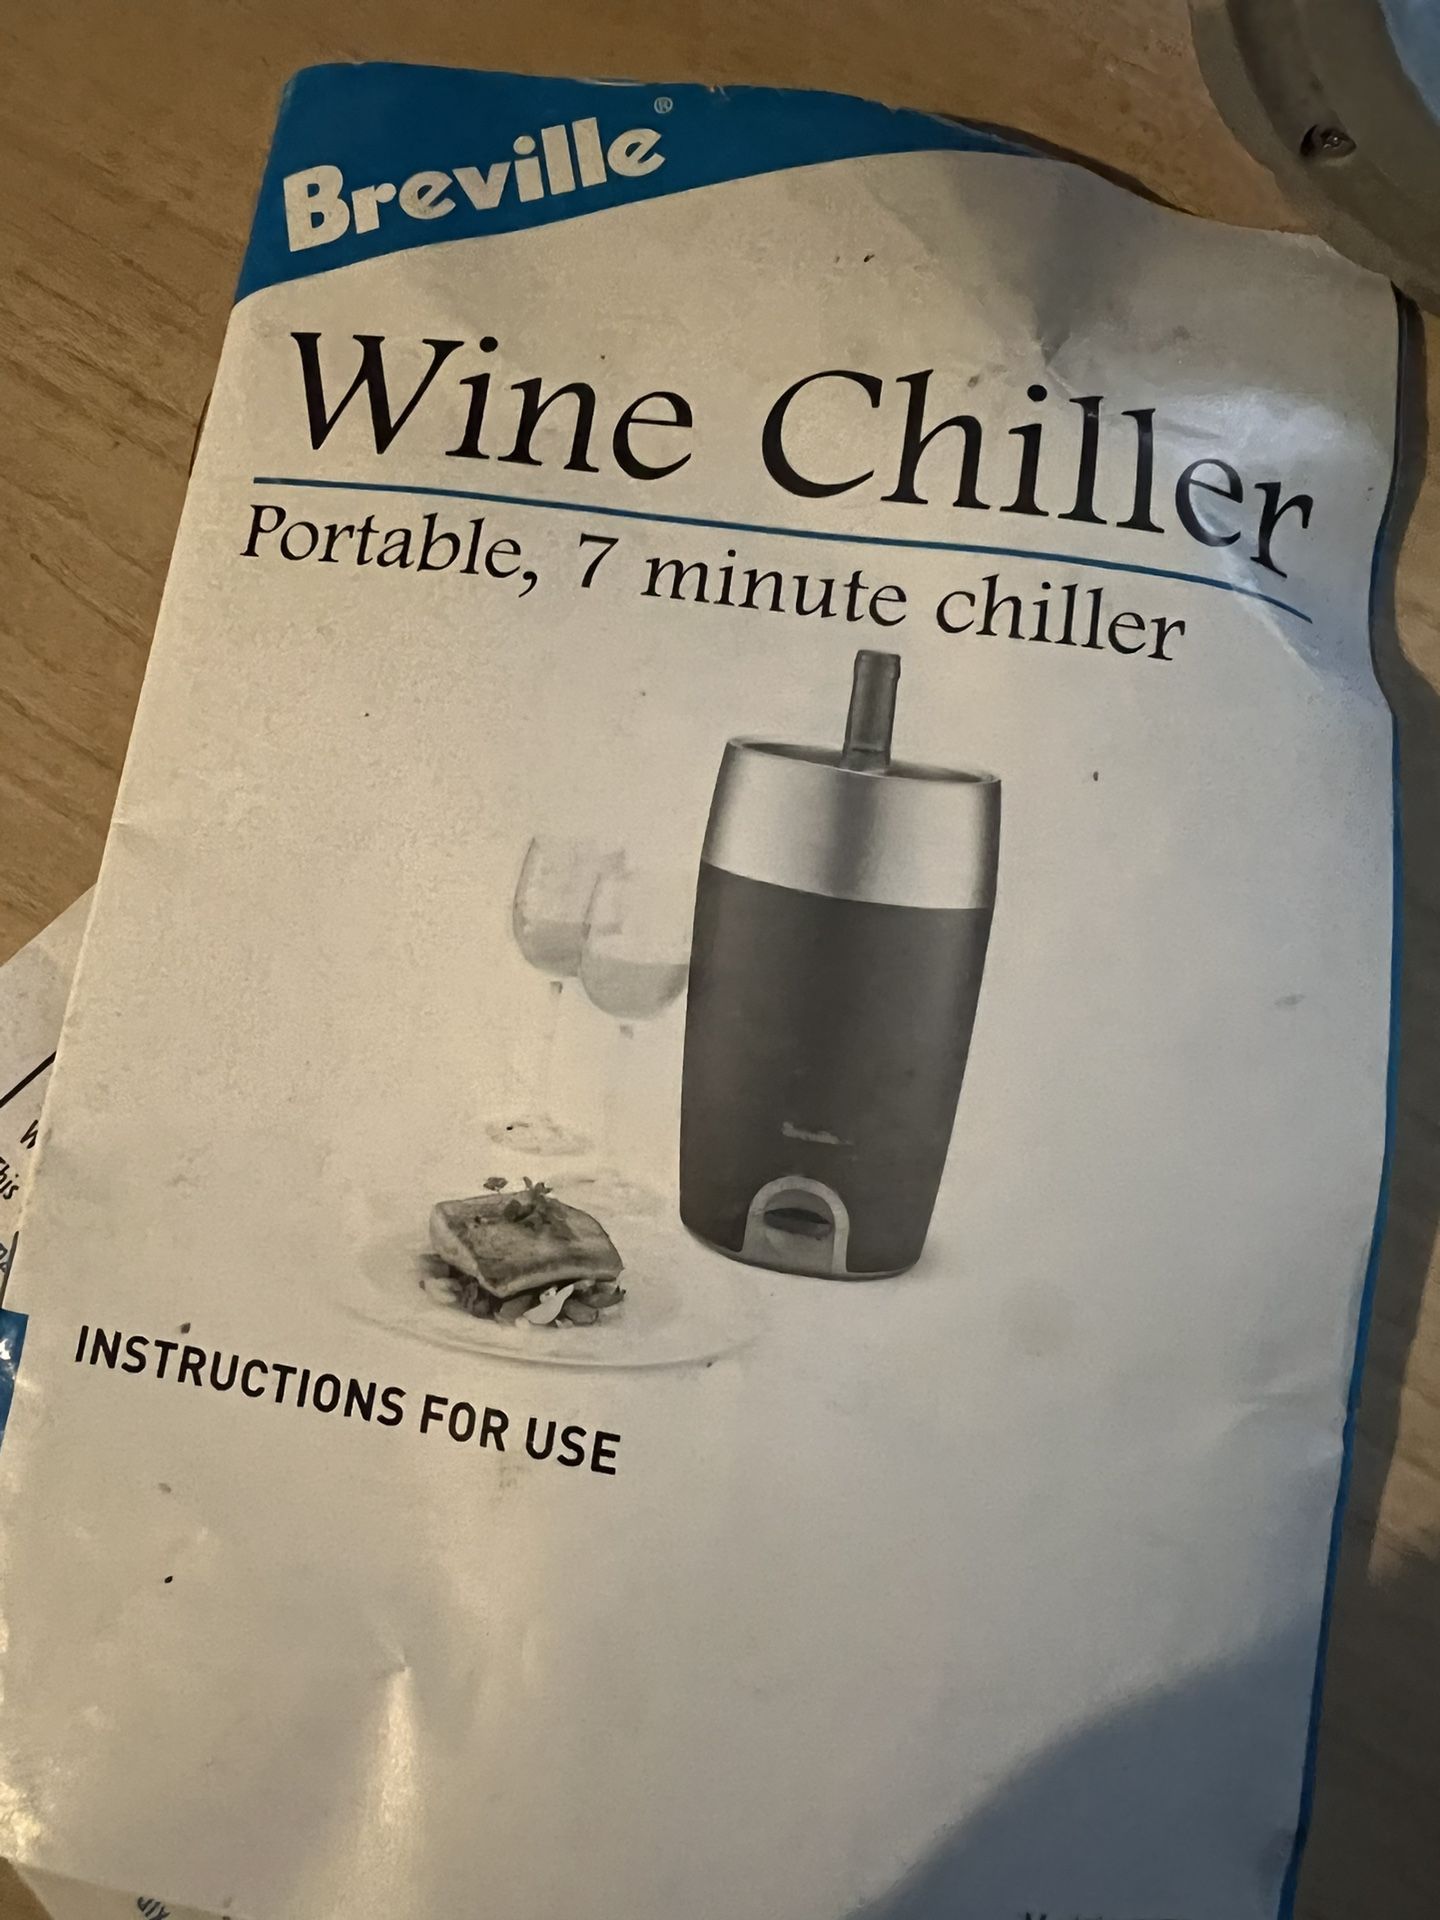 Breville®
Wine Chiller
Portable, 7 minute chiller
Breville
INSTRUCTIONS FOR USE